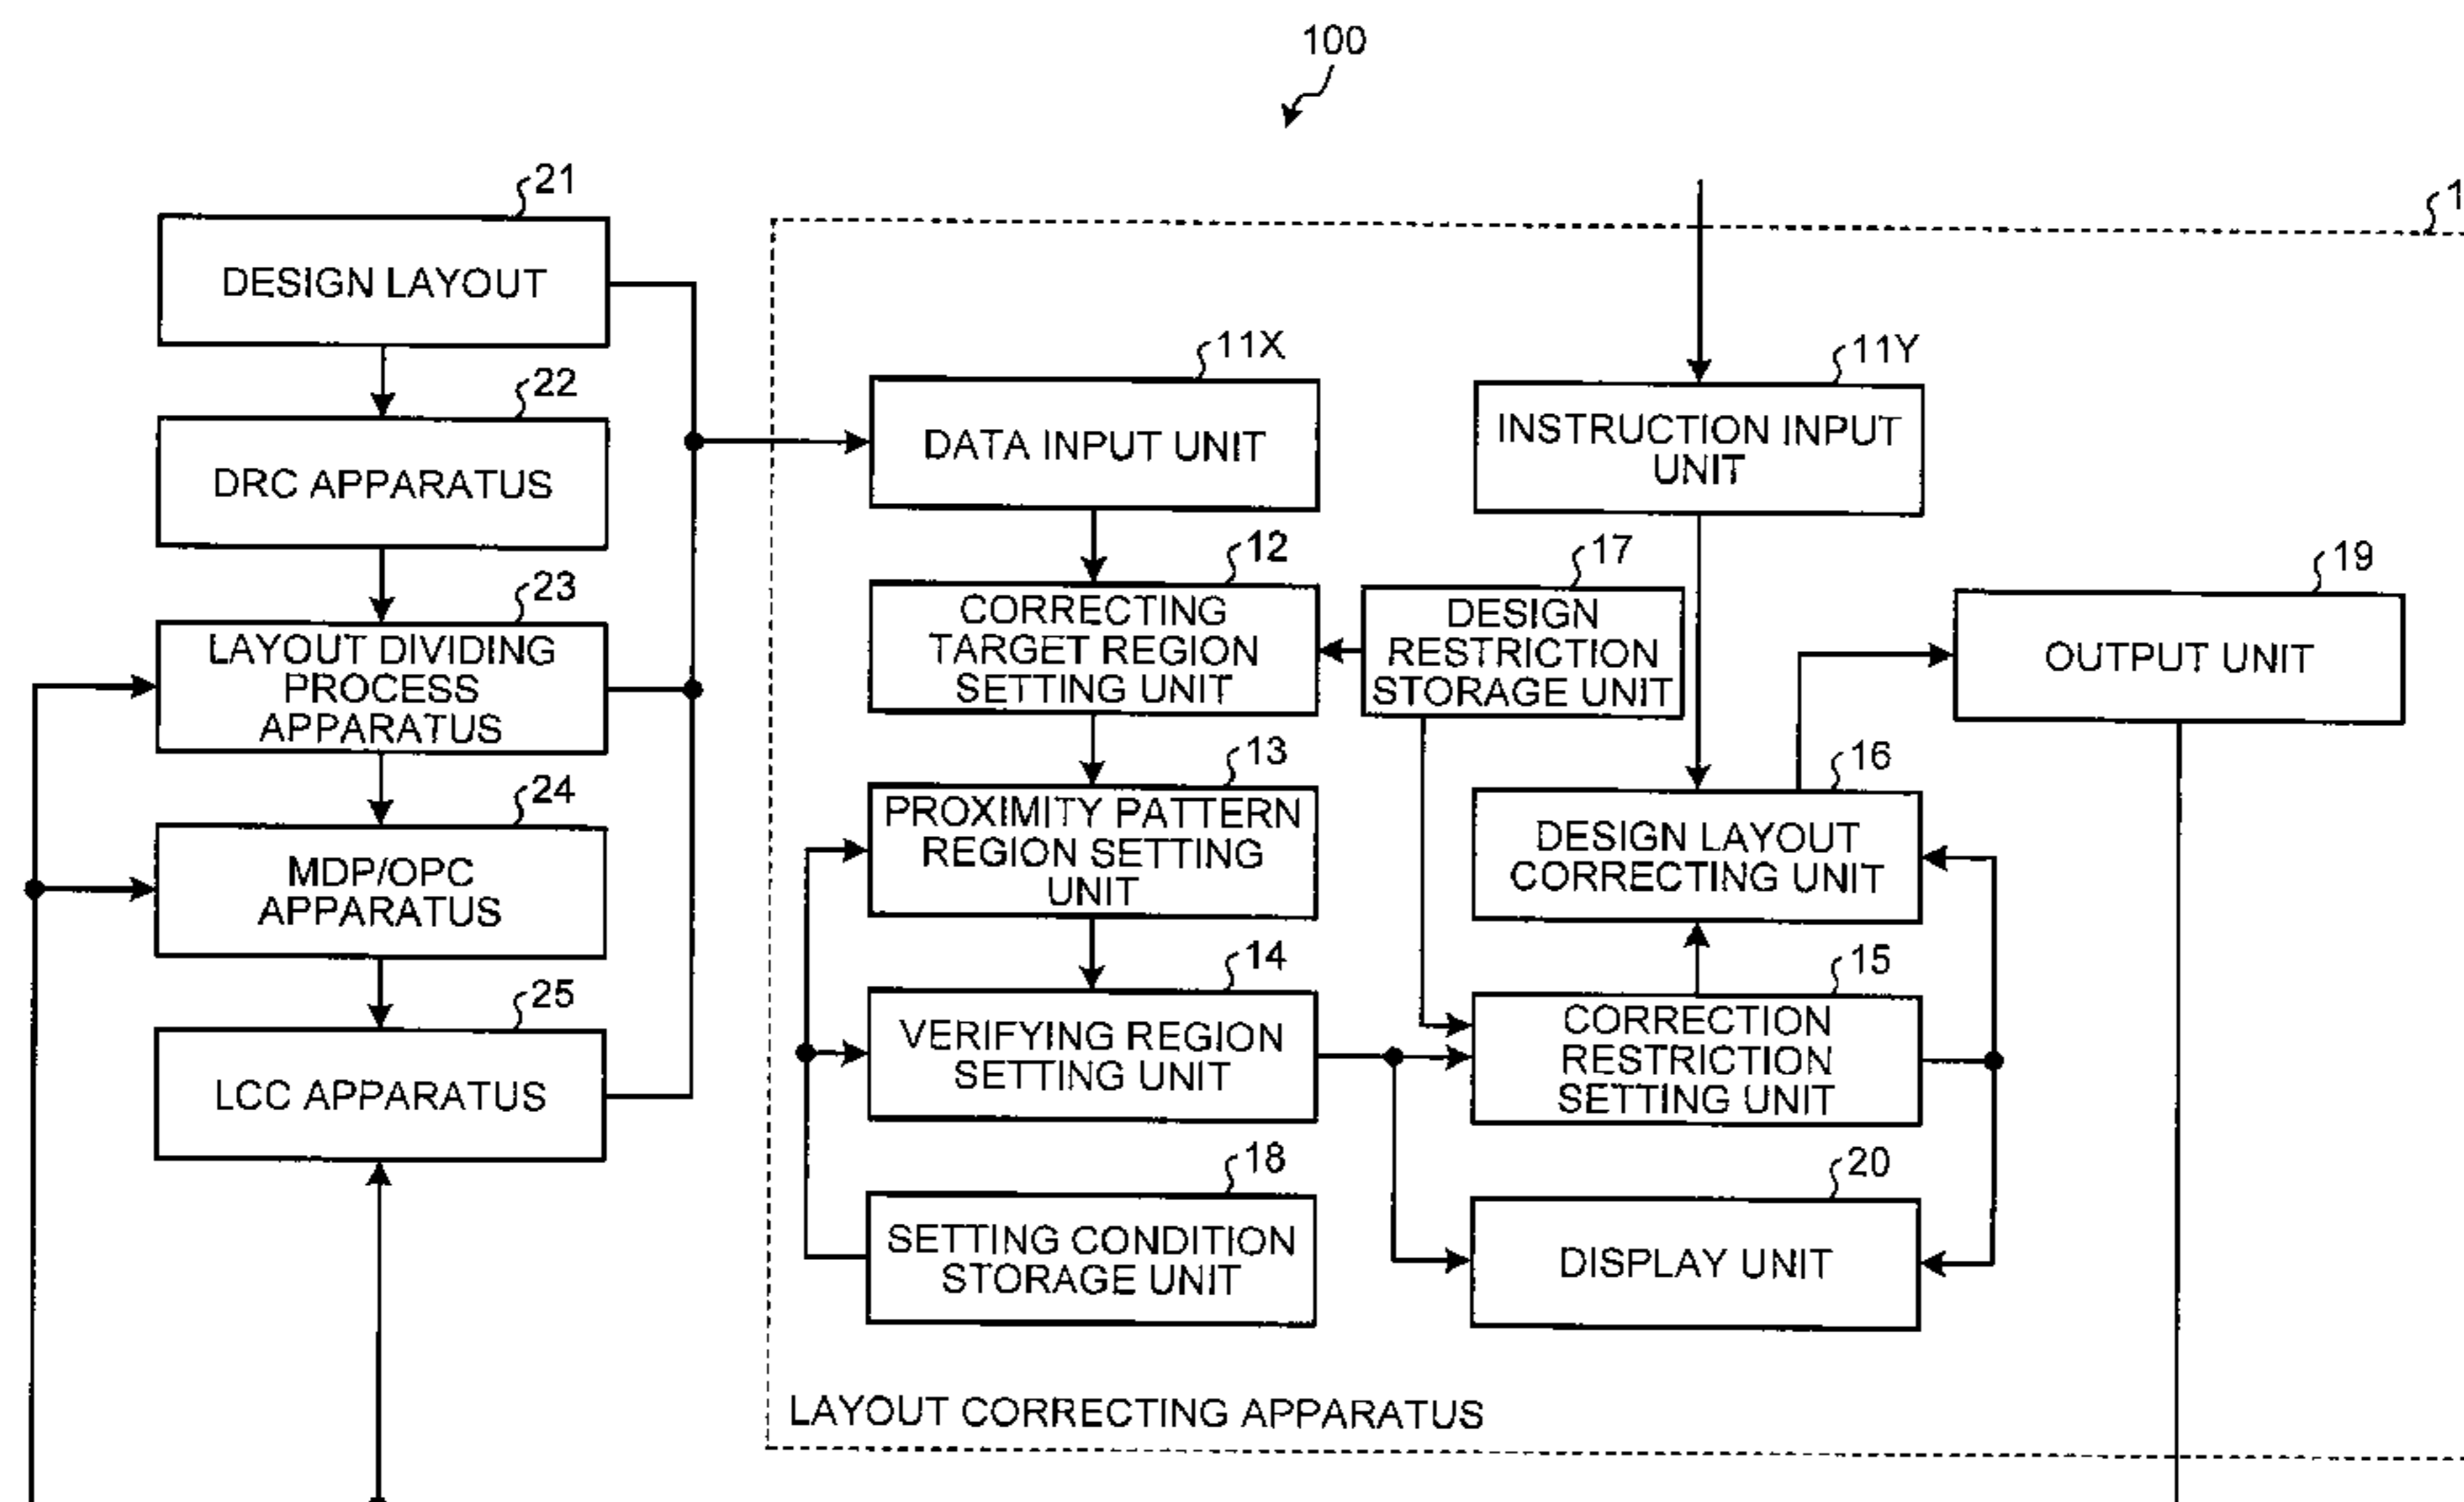 100
21
DESIGN LAYOUT
22
DRC APPARATUS
23
LAYOUT DIVIDING
PROCESS
APPARATUS
24
MDP/OPC
APPARATUS
25
LCC APPARATUS
1
11X
DATA INPUT UNIT
11Y
INSTRUCTION INPUT
UNIT
12
CORRECTING
TARGET REGION
SETTING UNIT
17
DESIGN
RESTRICTION
STORAGE UNIT
19
OUTPUT UNIT
13
PROXIMITY PATTERN
REGION SETTING
UNIT
16
DESIGN LAYOUT
CORRECTING UNIT
14
VERIFYING REGION
SETTING UNIT
15
CORRECTION
RESTRICTION
SETTING UNIT
18
SETTING CONDITION
STORAGE UNIT
20
DISPLAY UNIT
LAYOUT CORRECTING APPARATUS